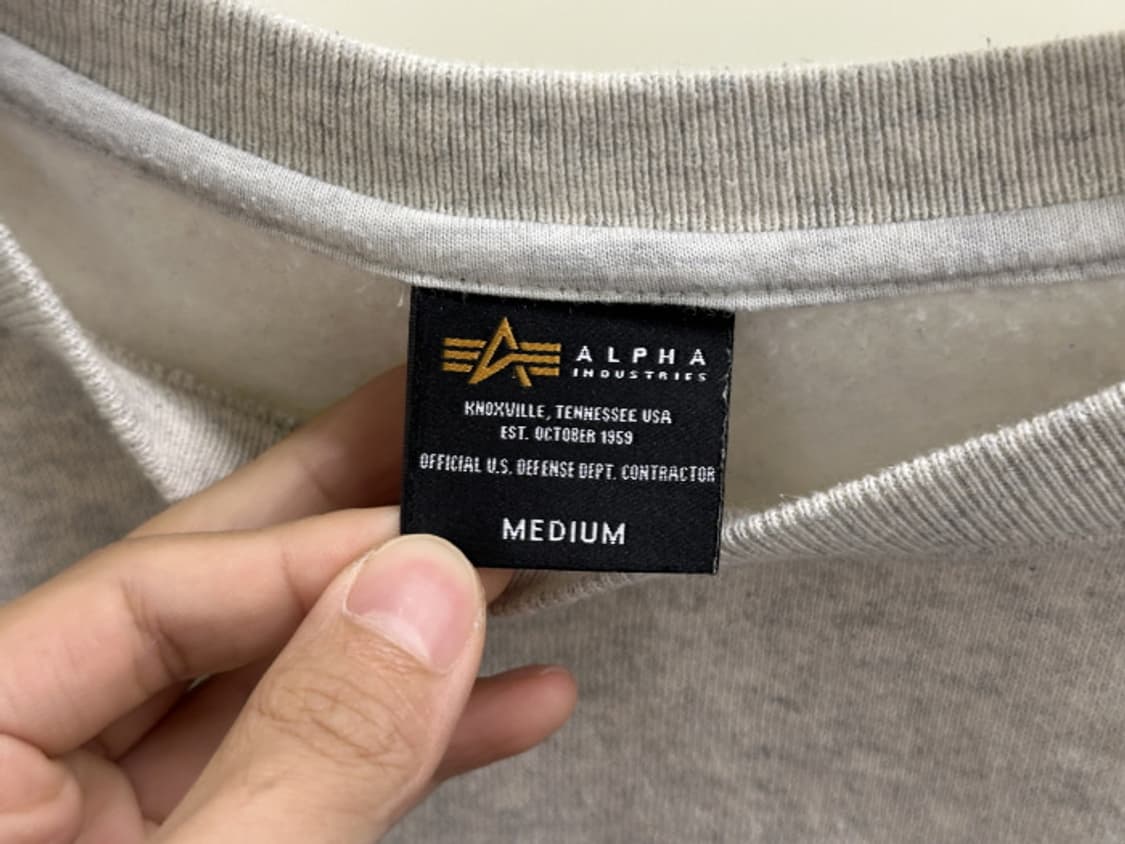 ALPHA
INDUSTRIES
KNOXVILLE, TENNESSEE USA
EST. OCTOBER 1959
OFFICIAL U.S. DEFENSE DEPT. CONTRACTOR
MEDIUM